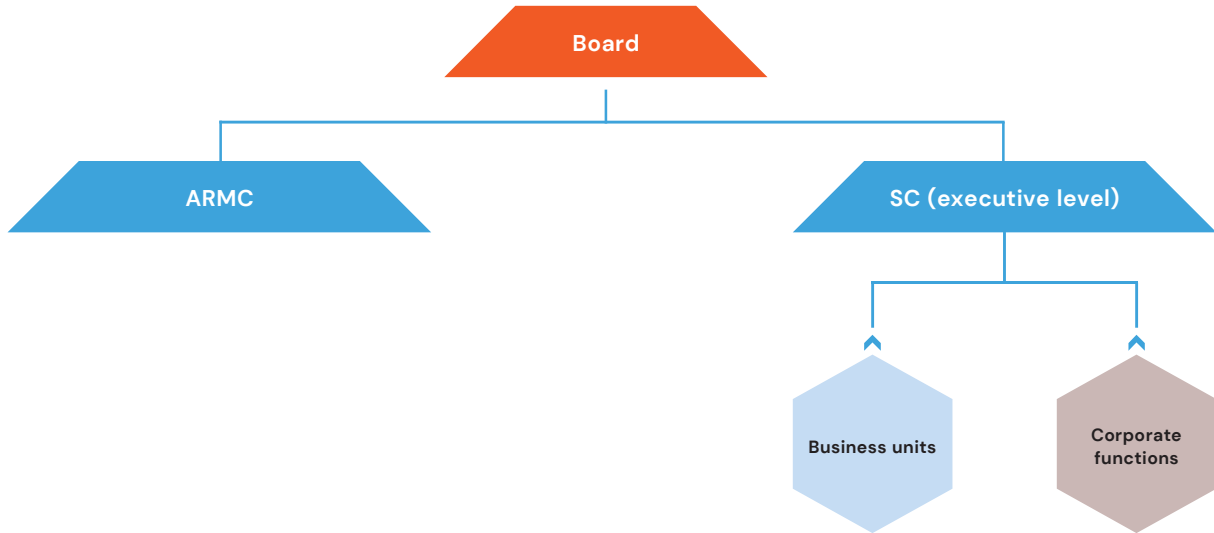 Board
ARMC
SC (executive level)
Business units
Corporate
functions